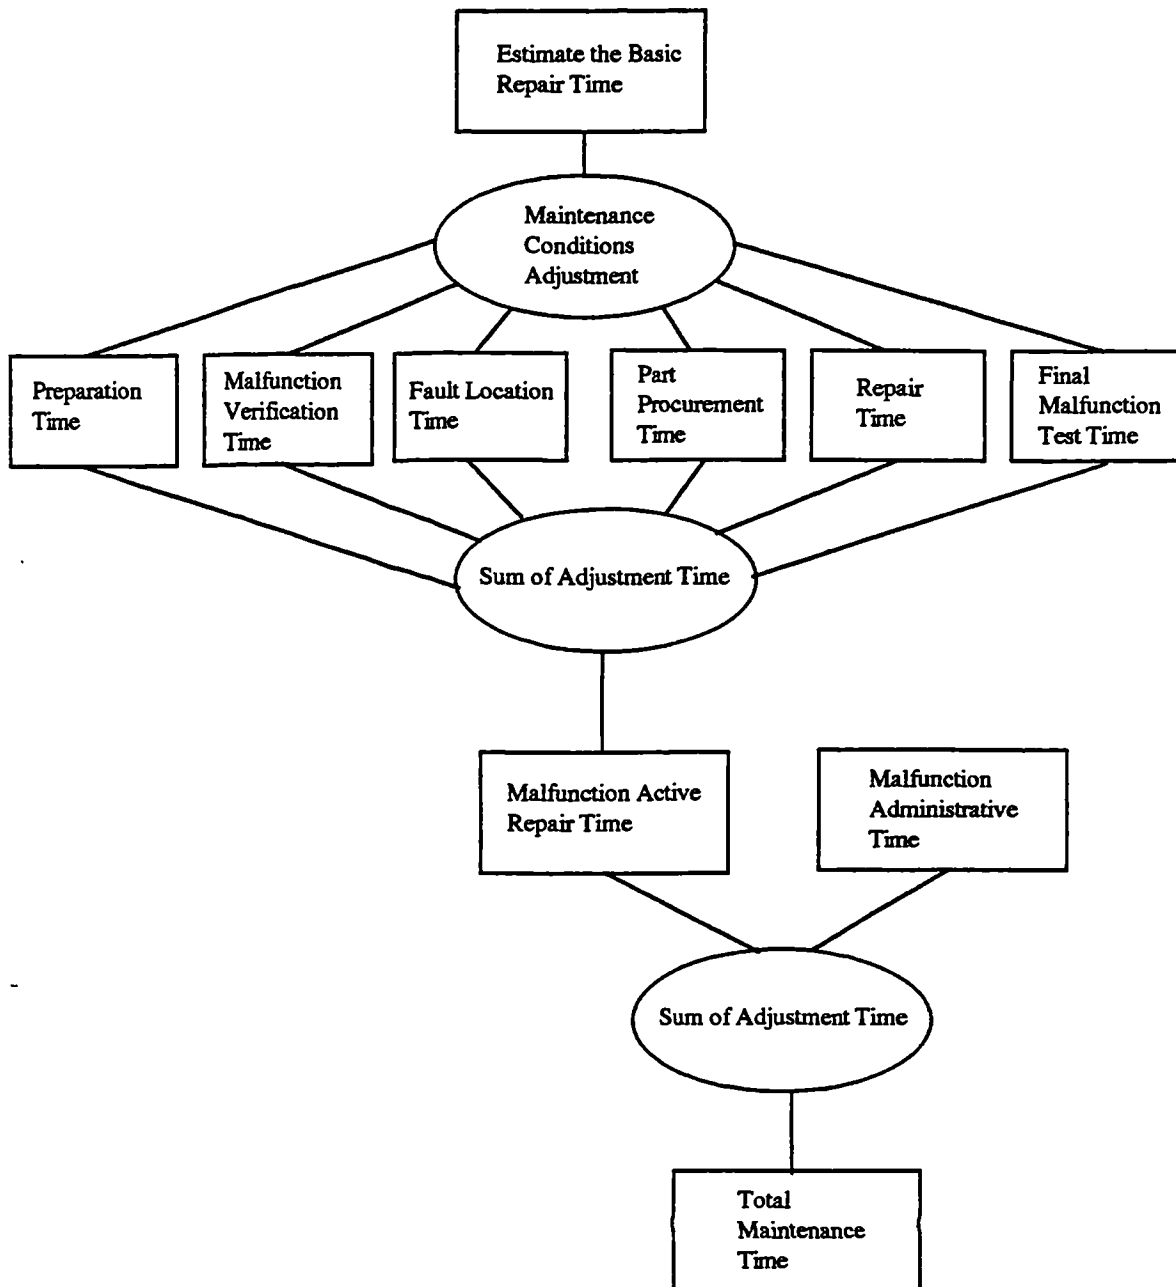 Estimate the Basic
Repair Time
Maintenance
Conditions
Adjustment
Preparation
Time
Malfunction
Verification
Time
Fault Location
Time
Part
Procurement
Time
Repair
Time
Final
Malfunction
Test Time
Sum of Adjustment Time
Malfunction Active
Repair Time
Malfunction
Administrative
Time
Sum of Adjustment Time
Total
Maintenance
Time